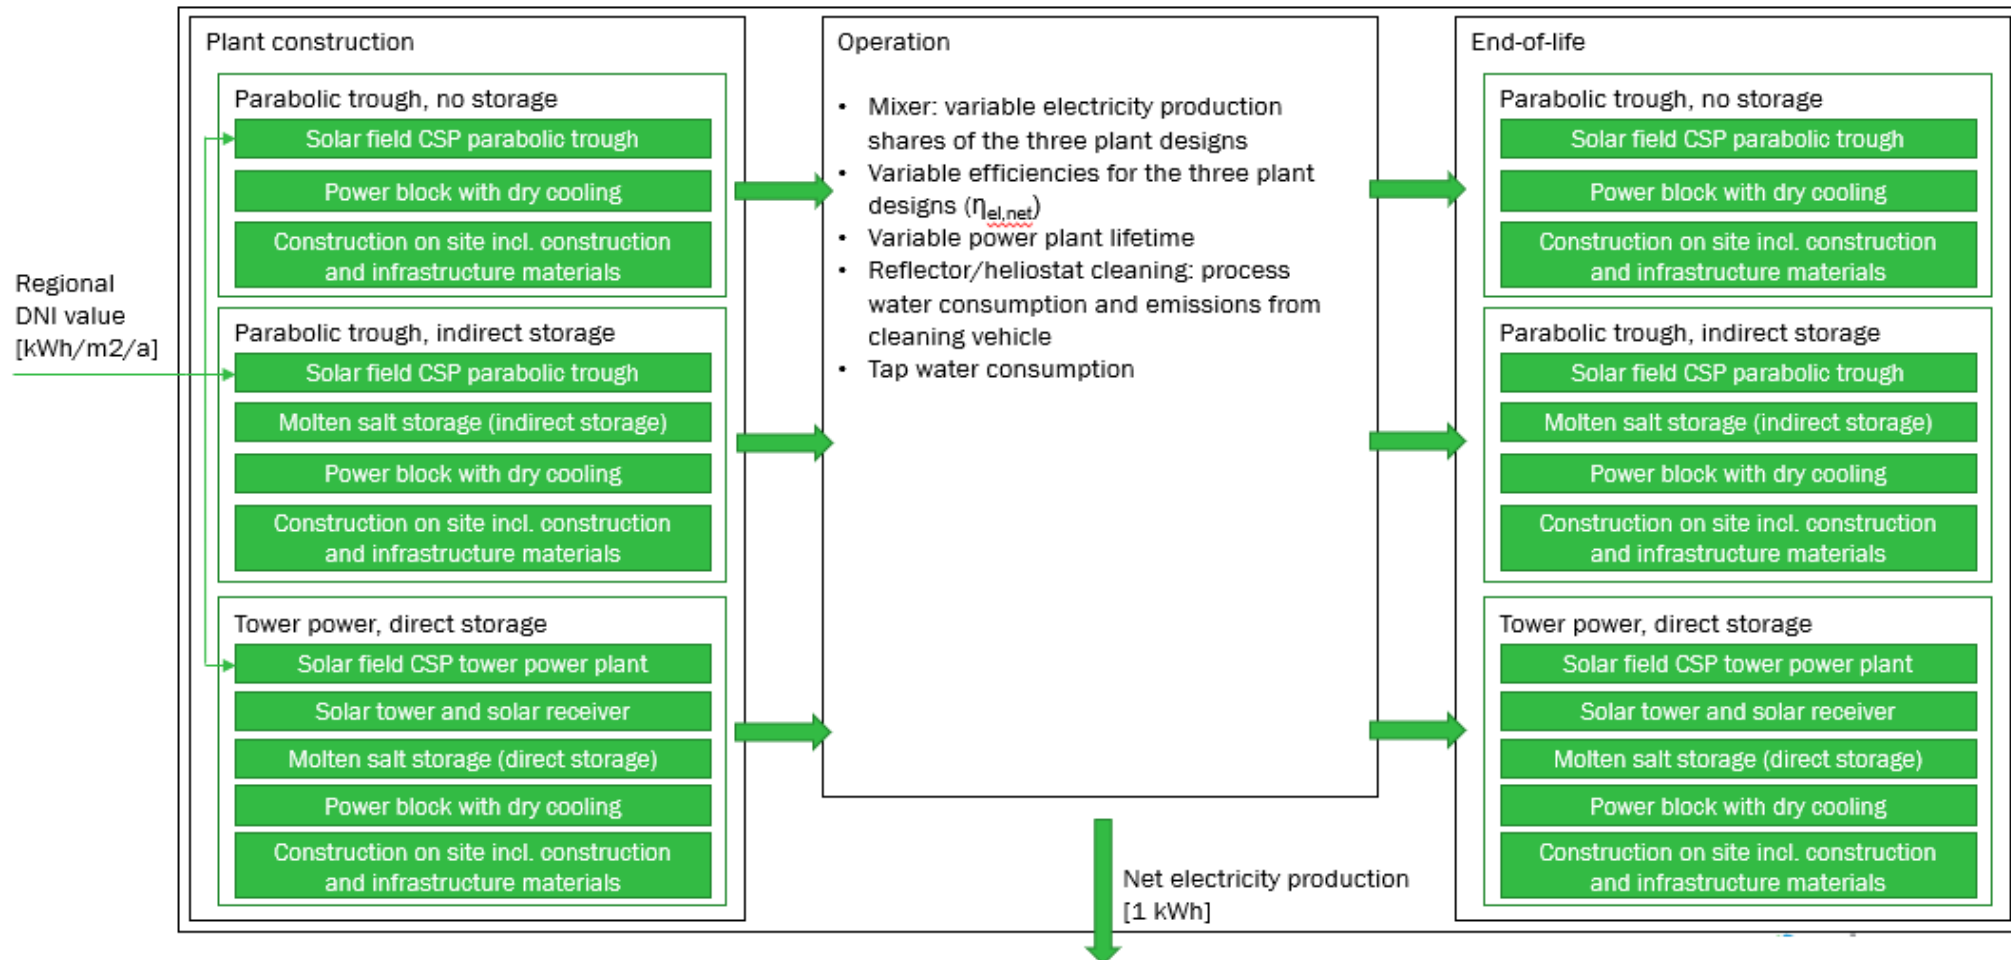 Regional
DNI value
[kWh/m2/a]
Plant construction
Parabolic trough, no storage
Solar field CSP parabolic trough
Power block with dry cooling
Construction on site incl. construction
and infrastructure materials
Parabolic trough, indirect storage
Solar field CSP parabolic trough
Molten salt storage (indirect storage)
Power block with dry cooling
Construction on site incl. construction
and infrastructure materials
Tower power, direct storage
Solar field CSP tower power plant
Solar tower and solar receiver
Molten salt storage (direct storage)
Power block with dry cooling
Construction on site incl. construction
and infrastructure materials
Operation
• Mixer: variable electricity production
shares of the three plant designs
• Variable efficiencies for the three plant
designs (ηel,net)
• Variable power plant lifetime
• Reflector/heliostat cleaning: process
water consumption and emissions from
cleaning vehicle
• Tap water consumption
Net electricity production
[1 kWh]
End-of-life
Parabolic trough, no storage
Solar field CSP parabolic trough
Power block with dry cooling
Construction on site incl. construction
and infrastructure materials
Parabolic trough, indirect storage
Solar field CSP parabolic trough
Molten salt storage (indirect storage)
Power block with dry cooling
Construction on site incl. construction
and infrastructure materials
Tower power, direct storage
Solar field CSP tower power plant
Solar tower and solar receiver
Molten salt storage (direct storage)
Power block with dry cooling
Construction on site incl. construction
and infrastructure materials